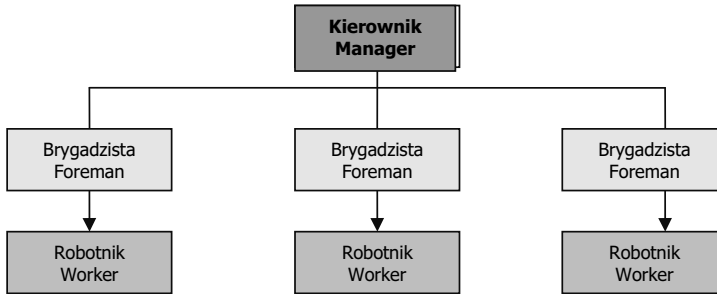 Kierownik
Manager
Brygadzista
Foreman
Brygadzista
Foreman
Brygadzista
Foreman
Robotnik
Worker
Robotnik
Worker
Robotnik
Worker